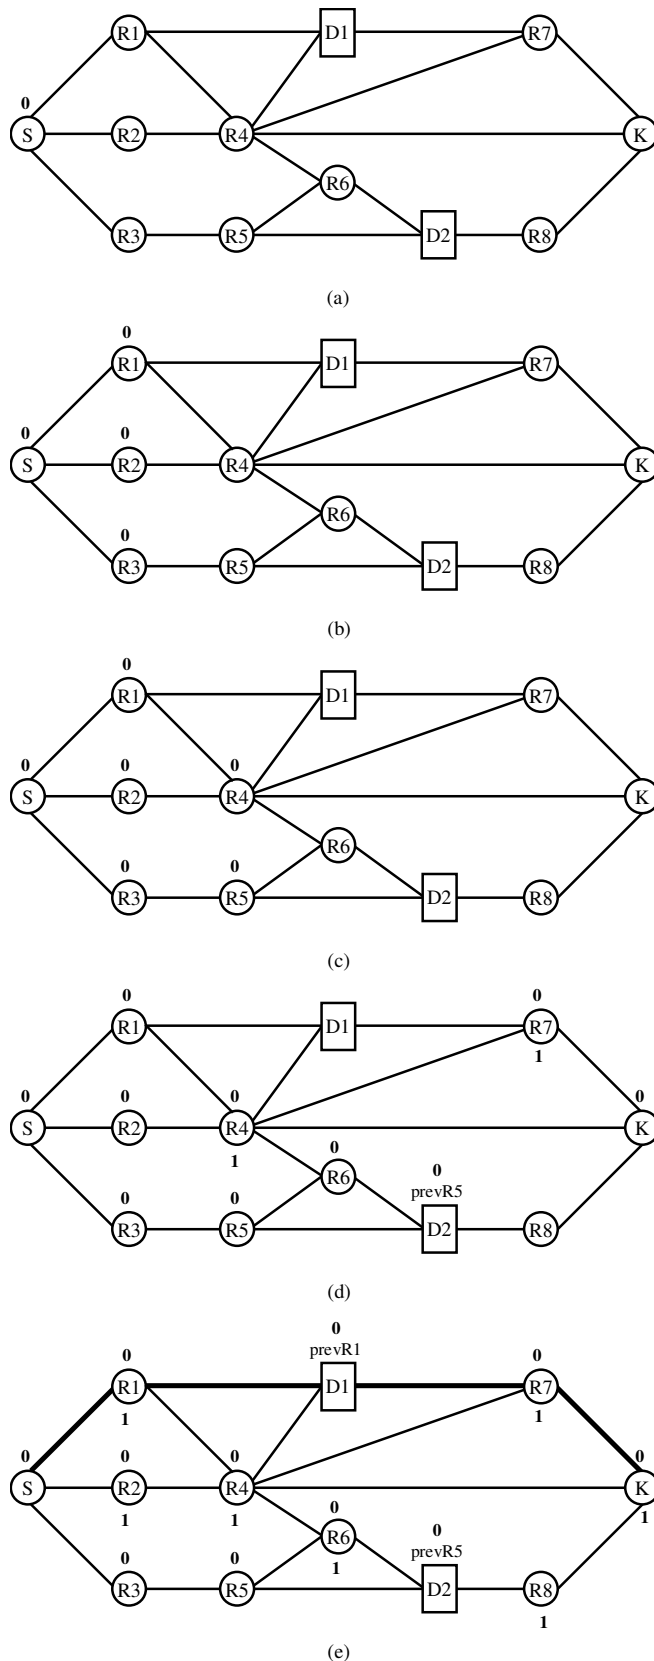 R1 D1 R7
0
S R2 R4 K
R6
R3 R5 D2 R8
(a)
0
R1 D1 R7
0 0
S R2 R4 K
0 R6
R3 R5 D2 R8
(b)
0
R1 D1 R7
0 0 0
S R2 R4 K
0 0 R6
R3 R5 D2 R8
(c)
0 0
R1 D1 R7
1
0 0 0 0
S R2 R4 K
1 0
R6
0 0 0
prevR5
R3 R5 D2 R8
(d)
0
prevR1
0 0
R1 D1 R7
1 1
0 0 0 0
S R2 R4 K
1 1 0 1
R6
0 0 1 0
prevR5
R3 R5 D2 R8
1
(e)